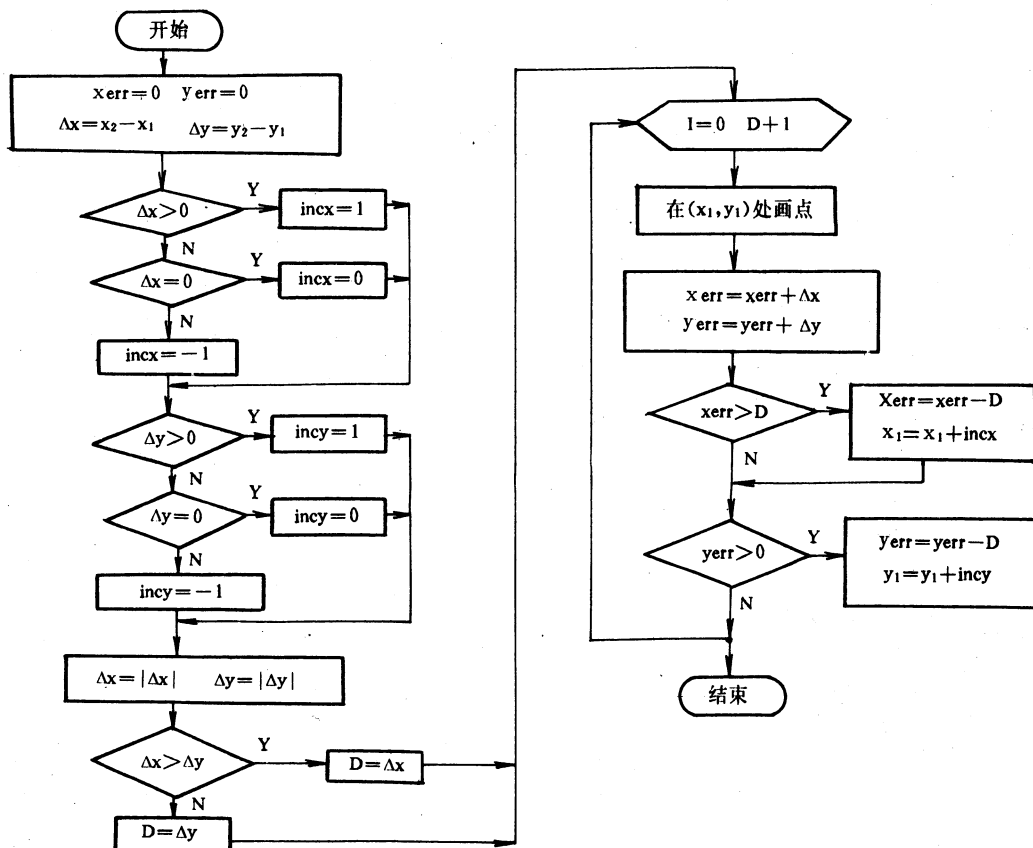 开始
xerr=0 yerr=0
Δx=x₂−x₁ Δy=y₂−y₁
Δx>0
Y
incx=1
N
Δx=0
Y
incx=0
N
incx=−1
Δy>0
Y
incy=1
N
Δy=0
Y
incy=0
N
incy=−1
Δx=|Δx| Δy=|Δy|
Δx>Δy
Y
D=Δx
N
D=Δy
I=0 D+1
在(x₁,y₁)处画点
xerr=xerr+Δx
yerr=yerr+Δy
xerr>D
Y
Xerr=xerr−D
x₁=x₁+incx
N
yerr>0
Y
yerr=yerr−D
y₁=y₁+incy
N
结束